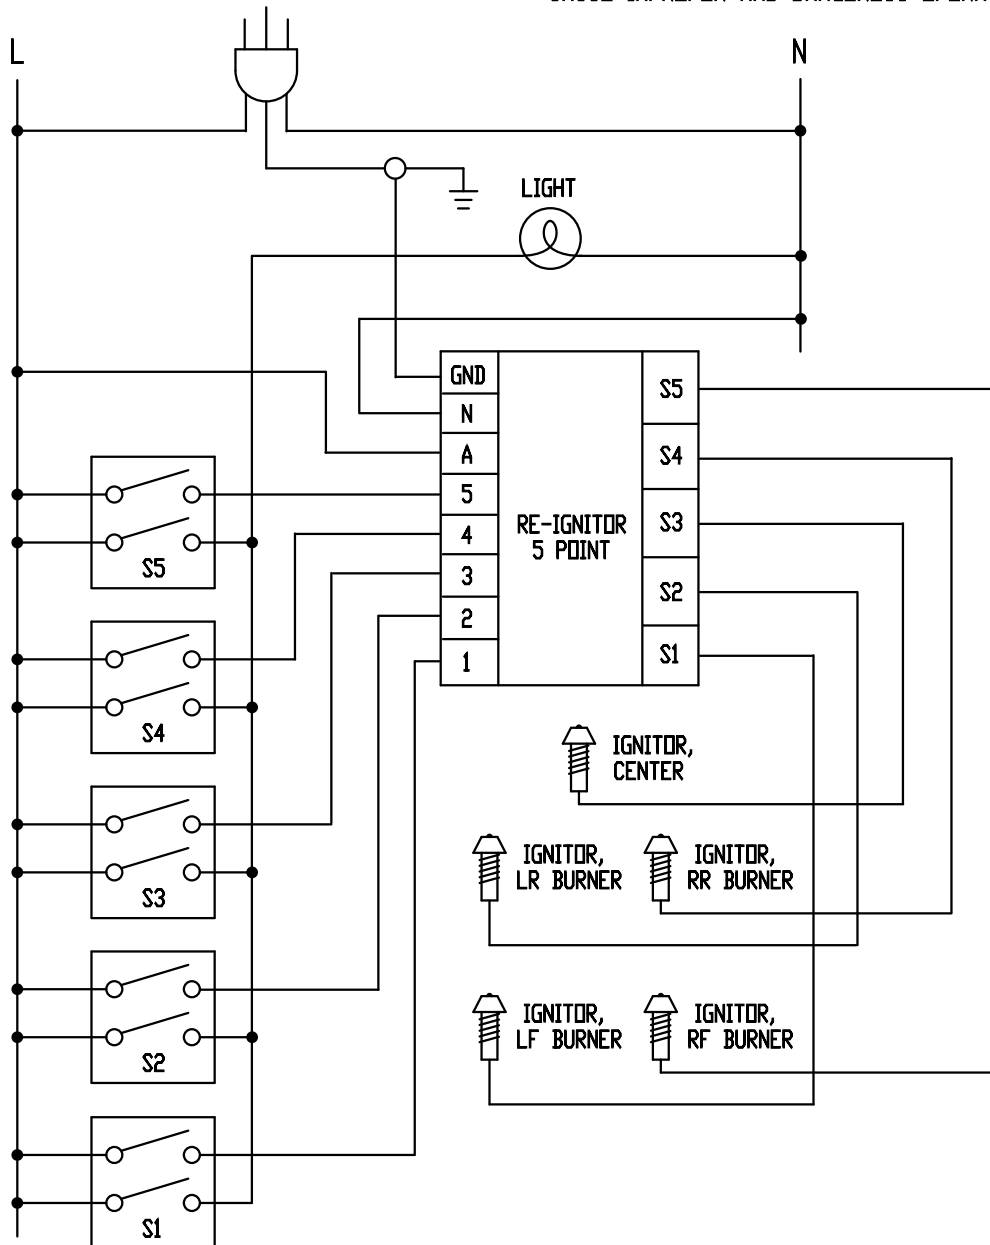 L
N
LIGHT
GND
N
A
5
4
3
2
1
RE-IGNITOR
5 POINT
S5
S4
S3
S2
S1
S5
S4
S3
S2
S1
IGNITOR,
CENTER
IGNITOR,
LR BURNER
IGNITOR,
RR BURNER
IGNITOR,
LF BURNER
IGNITOR,
RF BURNER